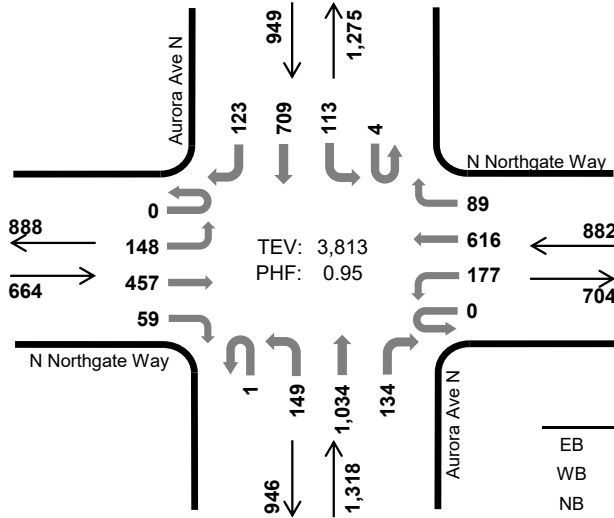 949
1,275
Aurora Ave N
123
709
113
4
N Northgate Way
0
89
888
148
TEV: 3,813
616
882
664
457
PHF: 0.95
177
704
59
0
N Northgate Way
1
149
1,034
134
Aurora Ave N
946
1,318
EB
WB
NB